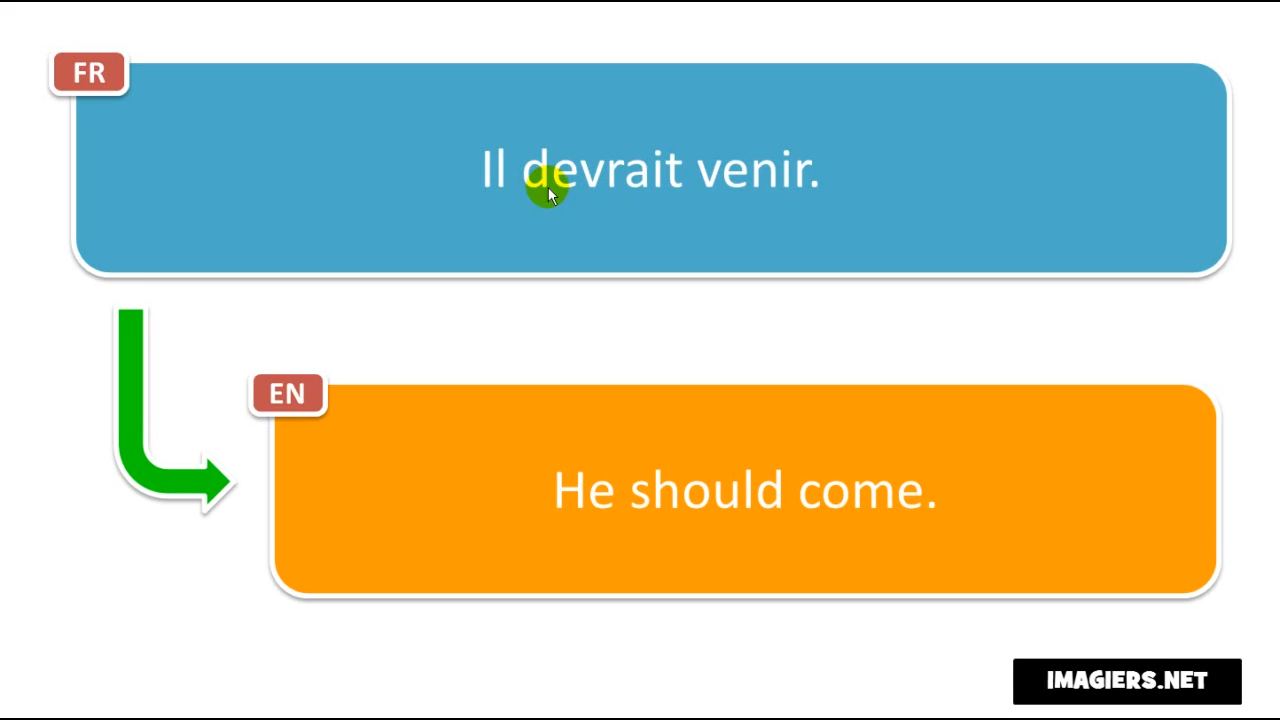 FR
Il devrait venir.
EN
He should come.
IMAGIERS.NET